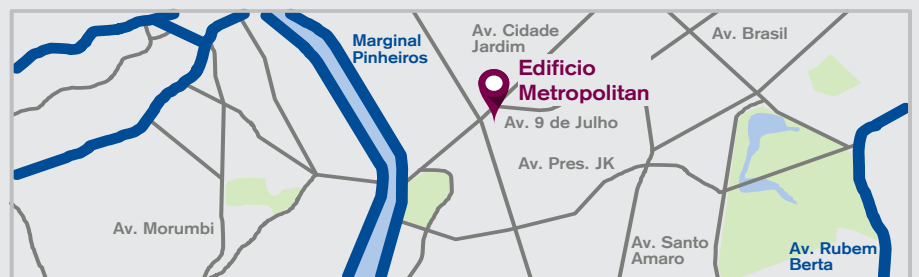 Marginal
Pinheiros
Av. Cidade
Jardim
Av. Brasil
Edificio
Metropolitan
Av. 9 de Julho
Av. Pres. JK
Av. Morumbi
Av. Santo
Amaro
Av. Rubem
Berta